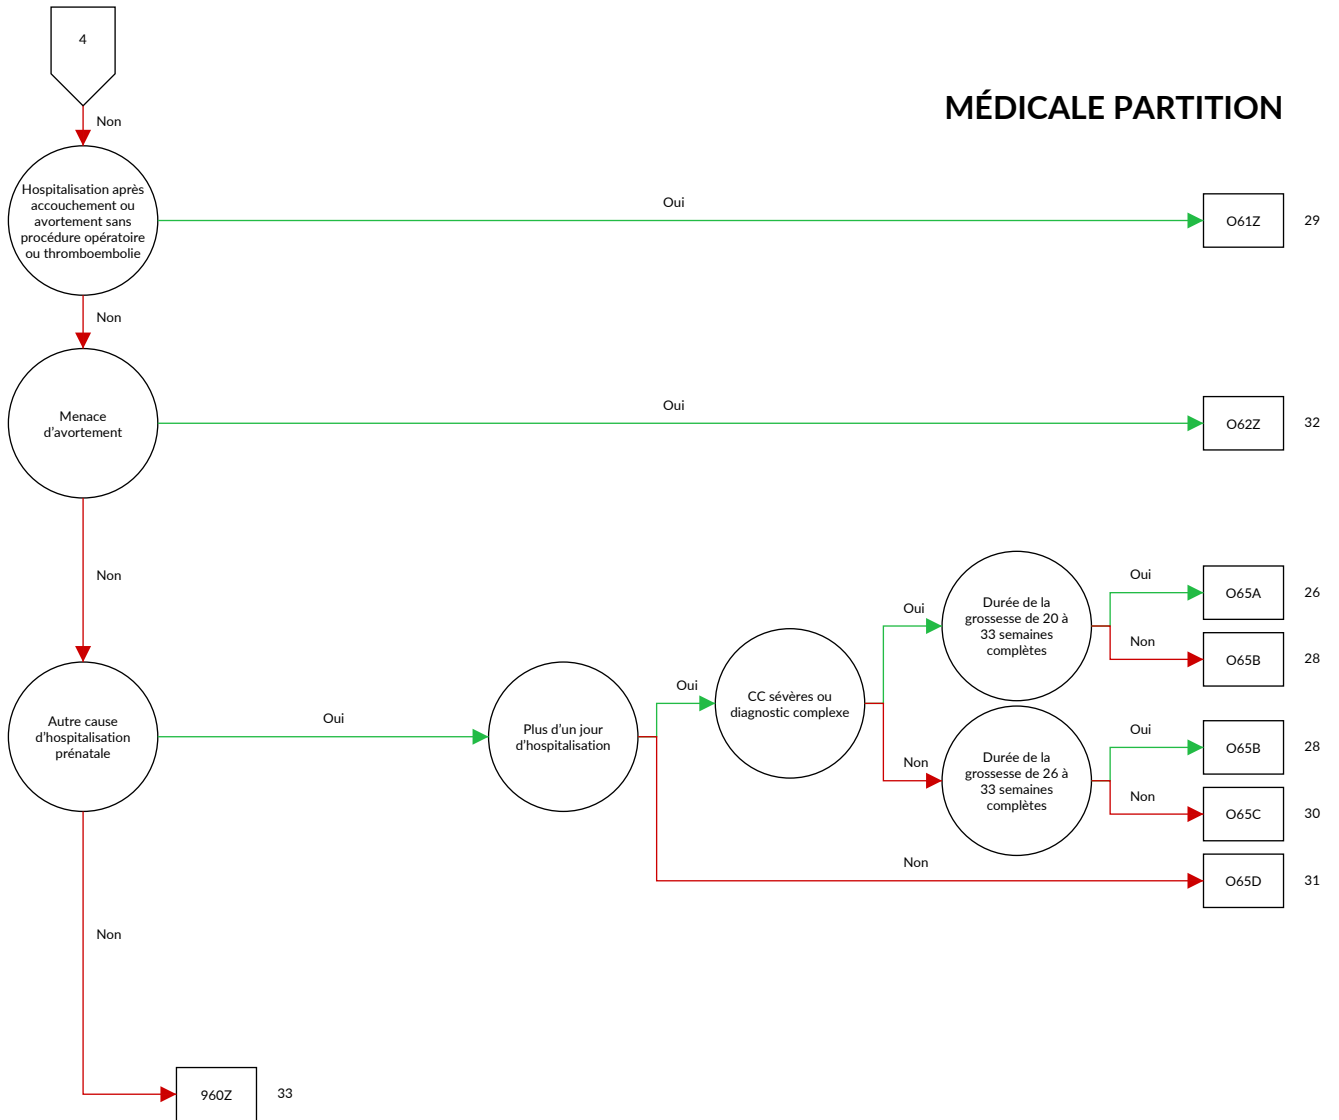 4
MÉDICALE PARTITION
Non
Hospitalisation après
accouchement ou
avortement sans
procédure opératoire
ou thromboembolie
Oui
O61Z
29
Non
Menace
d'avortement
Oui
O62Z
32
Non
Autre cause
d'hospitalisation
prénatale
Oui
Plus d'un jour
d'hospitalisation
Oui
CC sévères ou
diagnostic complexe
Oui
Durée de la
grossesse de 20 à
33 semaines
complètes
Oui
O65A
26
Non
O65B
28
Non
Durée de la
grossesse de 26 à
33 semaines
complètes
Oui
O65B
28
Non
O65C
30
Non
O65D
31
Non
960Z
33